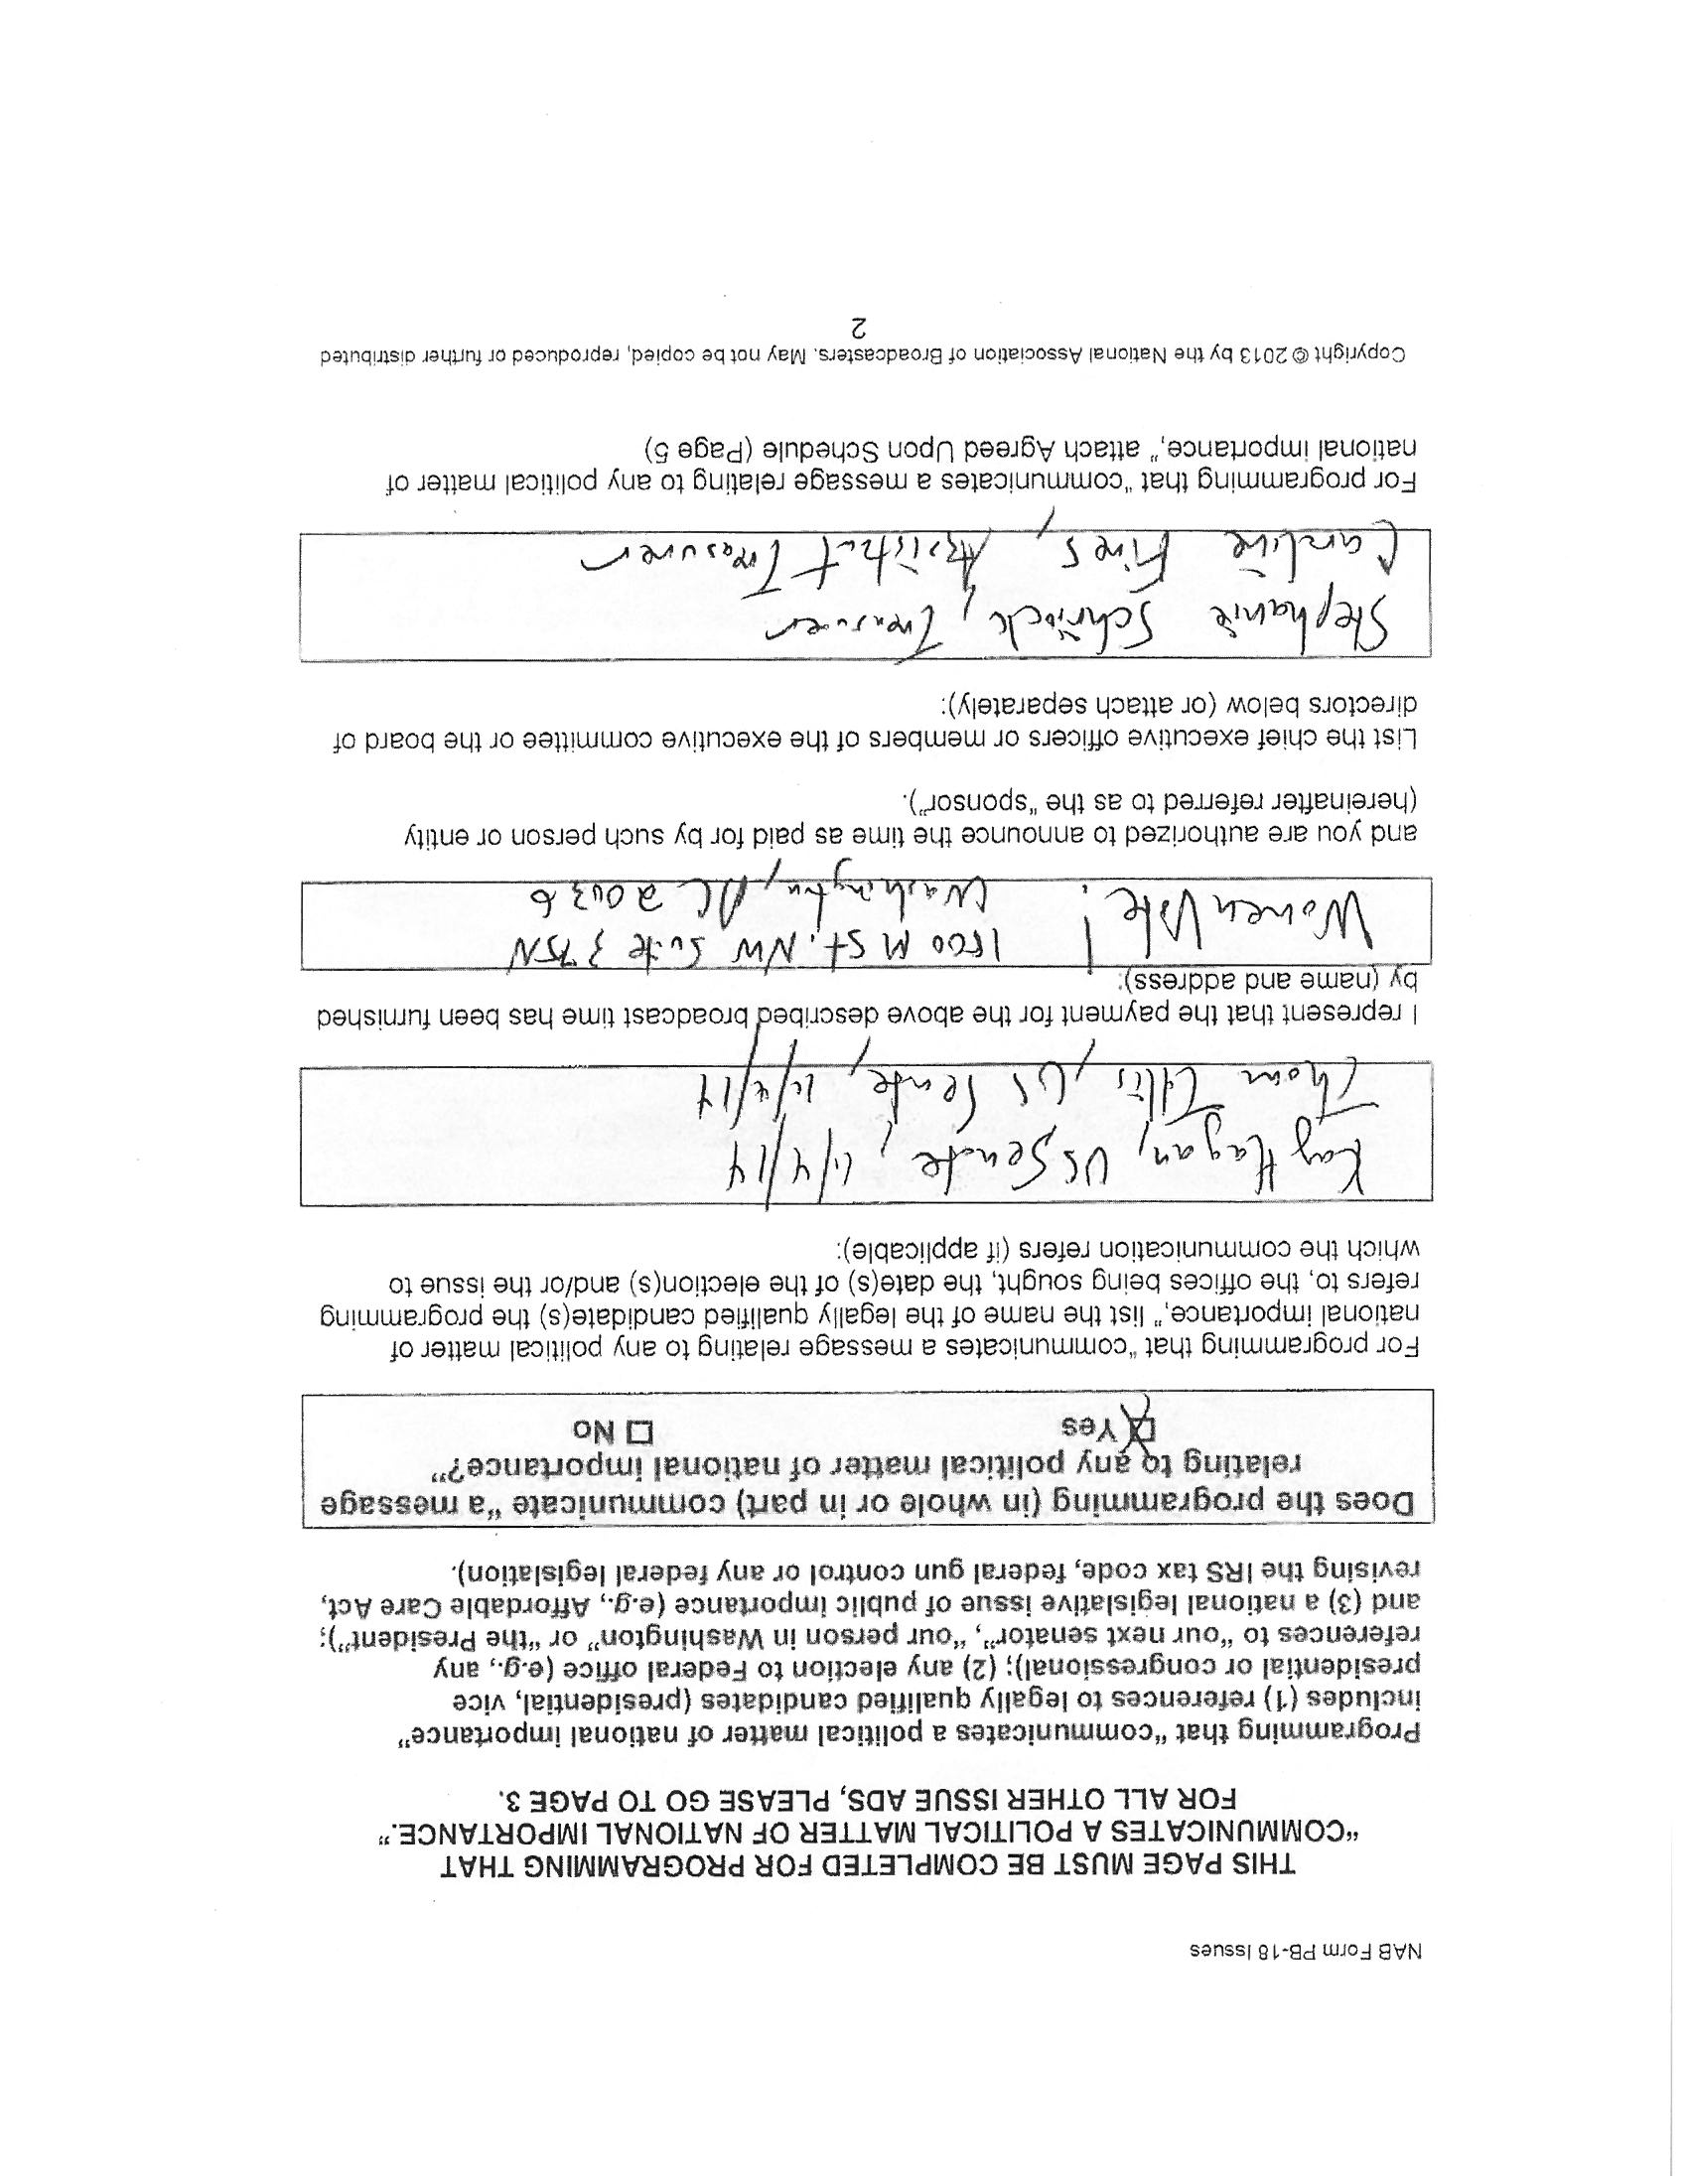 NAB Form PB-18 Issues
THIS PAGE MUST BE COMPLETED FOR PROGRAMMING THAT
"COMMUNICATES A POLITICAL MATTER OF NATIONAL IMPORTANCE."
FOR ALL OTHER ISSUE ADS, PLEASE GO TO PAGE 3.
Programming that "communicates a political matter of national importance"
includes (1) references to legally qualified candidates (presidential, vice
presidential or congressional); (2) any election to Federal office (e.g., any
references to "our next senator", "our person in Washington" or "the President");
and (3) a national legislative issue of public importance (e.g., Affordable Care Act,
revising the IRS tax code, federal gun control or any federal legislation).
Does the programming (in whole or in part) communicate "a message
relating to any political matter of national importance?"
☒ Yes ☐ No
For programming that "communicates a message relating to any political matter of
national importance," list the name of the legally qualified candidate(s) the programming
refers to, the offices being sought, the date(s) of the election(s) and/or the issue to
which the communication refers (if applicable):
Kay Hagan, US Senate, 11/4/14
Thom Tillis, US Senate, 11/4/14
I represent that the payment for the above described broadcast time has been furnished
by (name and address):
Women Vote! 1800 M St. NW Suite 375N
Washington, DC 20036
and you are authorized to announce the time as paid for by such person or entity
(hereinafter referred to as the "sponsor").
List the chief executive officers or members of the executive committee or the board of
directors below (or attach separately):
Stephanie Schriock, Treasurer
Caroline Fines, Assistant Treasurer
For programming that "communicates a message relating to any political matter of
national importance," attach Agreed Upon Schedule (Page 5)
Copyright © 2013 by the National Association of Broadcasters. May not be copied, reproduced or further distributed
2